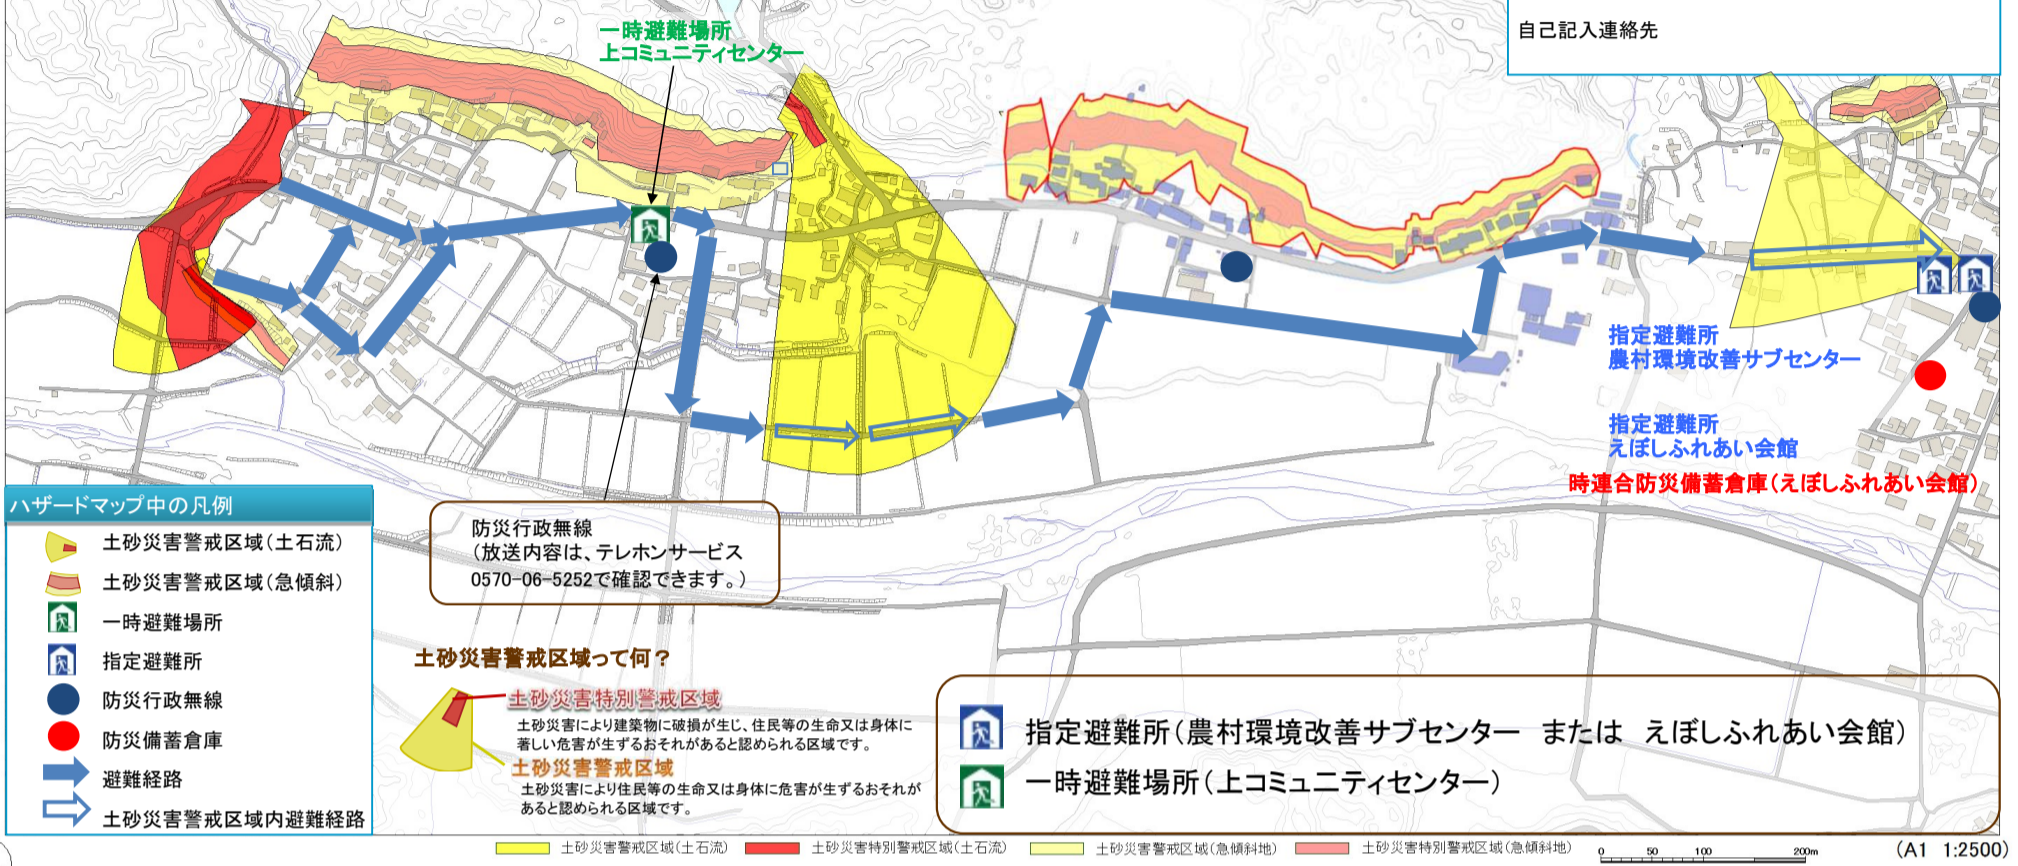 一時避難場所
上コミュニティセンター
自己記入連絡先
指定避難所
農村環境改善サブセンター
指定避難所
えぼしふれあい会館
時連合防災備蓄倉庫(えぼしふれあい会館)
ハザードマップ中の凡例
土砂災害警戒区域(土石流)
土砂災害警戒区域(急傾斜)
一時避難場所
指定避難所
防災行政無線
防災備蓄倉庫
避難経路
土砂災害警戒区域内避難経路
防災行政無線
(放送内容は、テレホンサービス
0570-06-5252で確認できます。)
土砂災害警戒区域って何?
土砂災害特別警戒区域
土砂災害により建築物に破損が生じ、住民等の生命又は身体に
著しい危害が生ずるおそれがあると認められる区域です。
土砂災害警戒区域
土砂災害により住民等の生命又は身体に危害が生ずるおそれが
あると認められる区域です。
指定避難所(農村環境改善サブセンター または えぼしふれあい会館)
一時避難場所(上コミュニティセンター)
土砂災害警戒区域(土石流)
土砂災害特別警戒区域(土石流)
土砂災害警戒区域(急傾斜地)
土砂災害特別警戒区域(急傾斜地)
0 50 100 200m
(A1 1:2500)